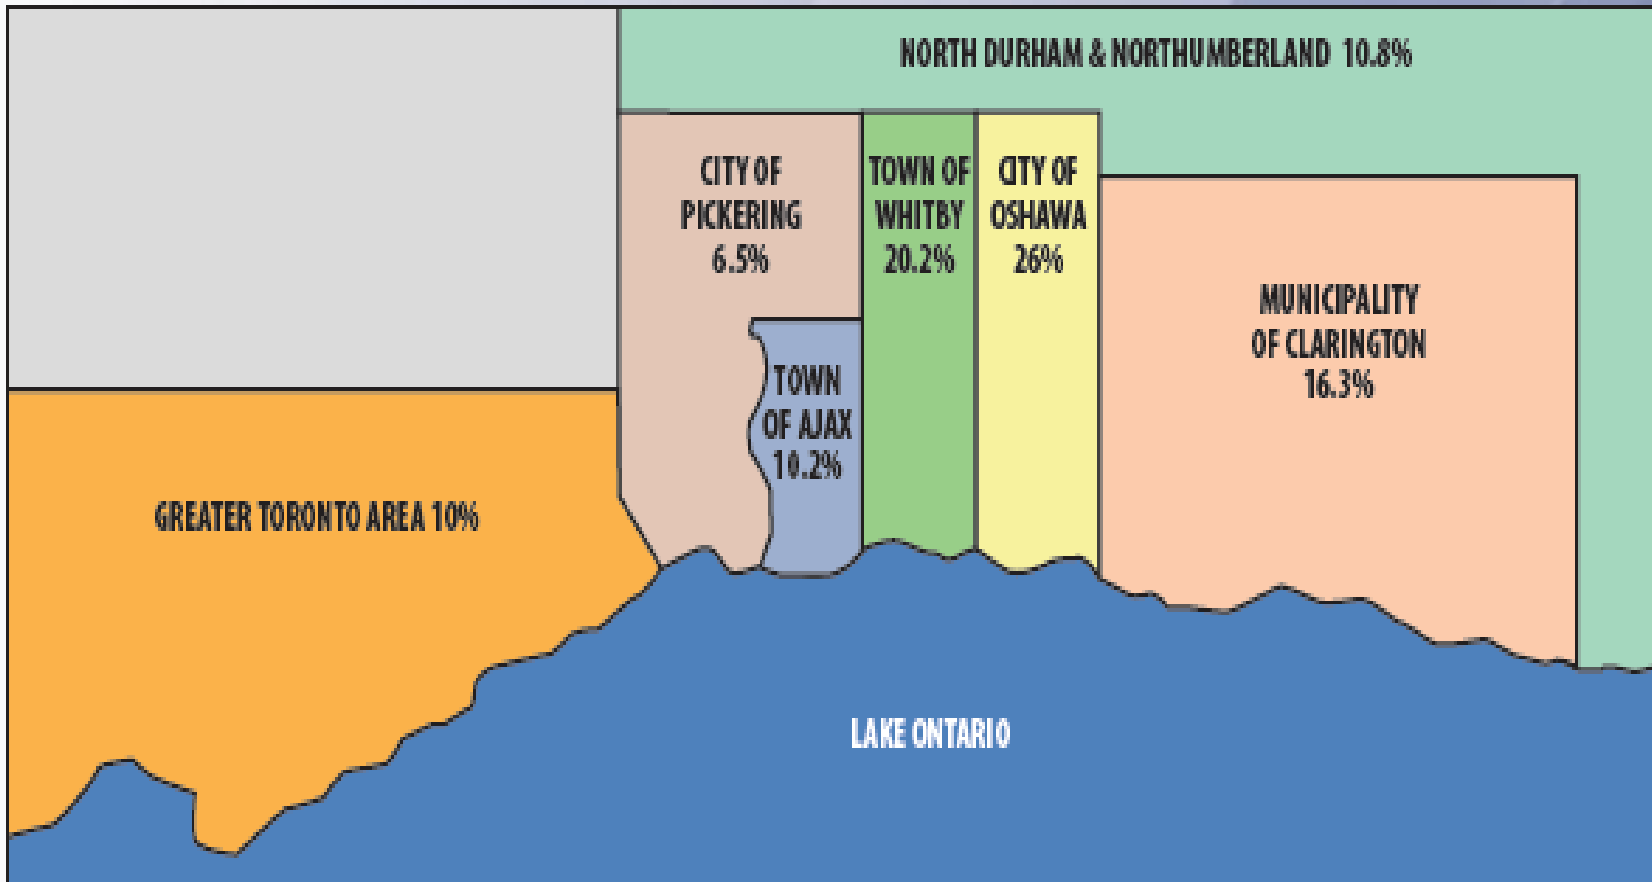 NORTH DURHAM & NORTHUMBERLAND 10.8%
CITY OF
PICKERING
6.5%
TOWN OF
WHITBY
20.2%
CITY OF
OSHAWA
26%
MUNICIPALITY
OF CLARINGTON
16.3%
TOWN
OF AJAX
10.2%
GREATER TORONTO AREA 10%
LAKE ONTARIO